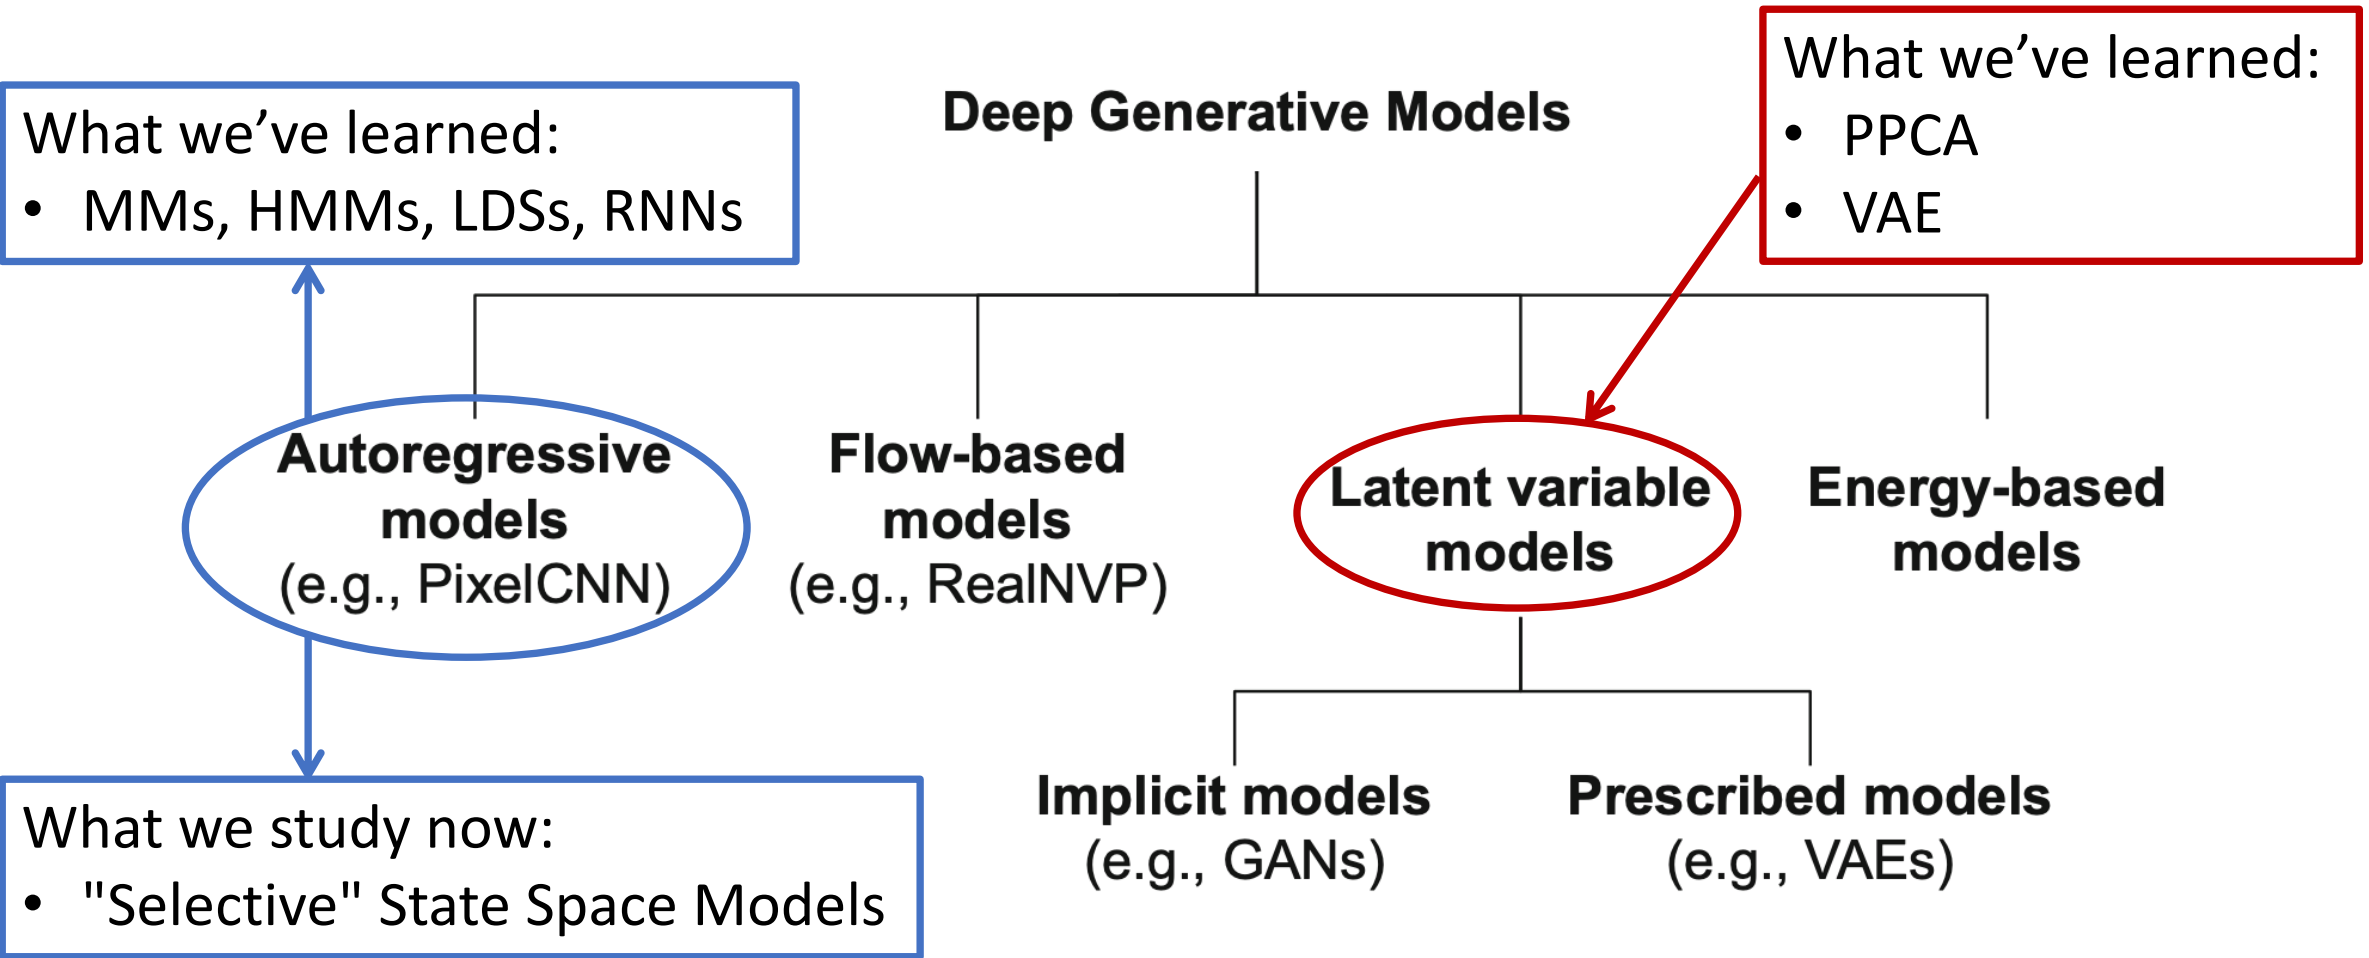 What we’ve learned:
• MMs, HMMs, LDSs, RNNs
Deep Generative Models
What we’ve learned:
• PPCA
• VAE
Autoregressive
models
(e.g., PixelCNN)
Flow-based
models
(e.g., RealNVP)
Latent variable
models
Energy-based
models
What we study now:
• "Selective" State Space Models
Implicit models
(e.g., GANs)
Prescribed models
(e.g., VAEs)